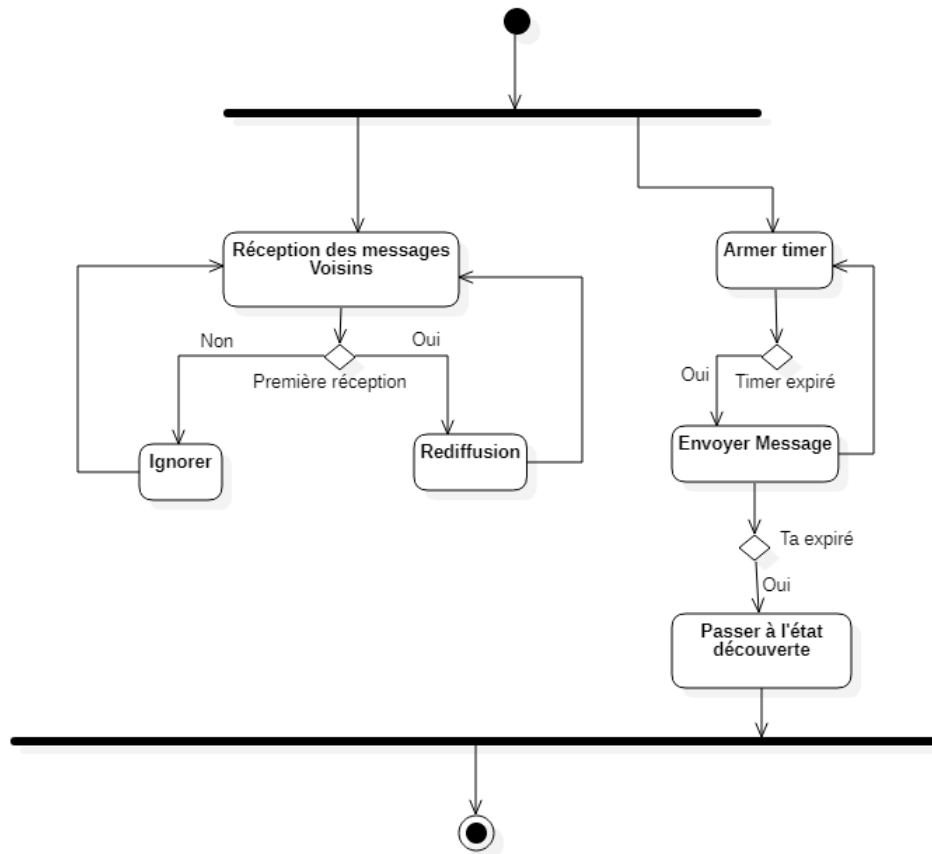 Réception des messages
Voisins
Armer timer
Non
Oui
Première réception
Oui
Timer expiré
Ignorer
Rediffusion
Envoyer Message
Ta expiré
Oui
Passer à l'état
découverte